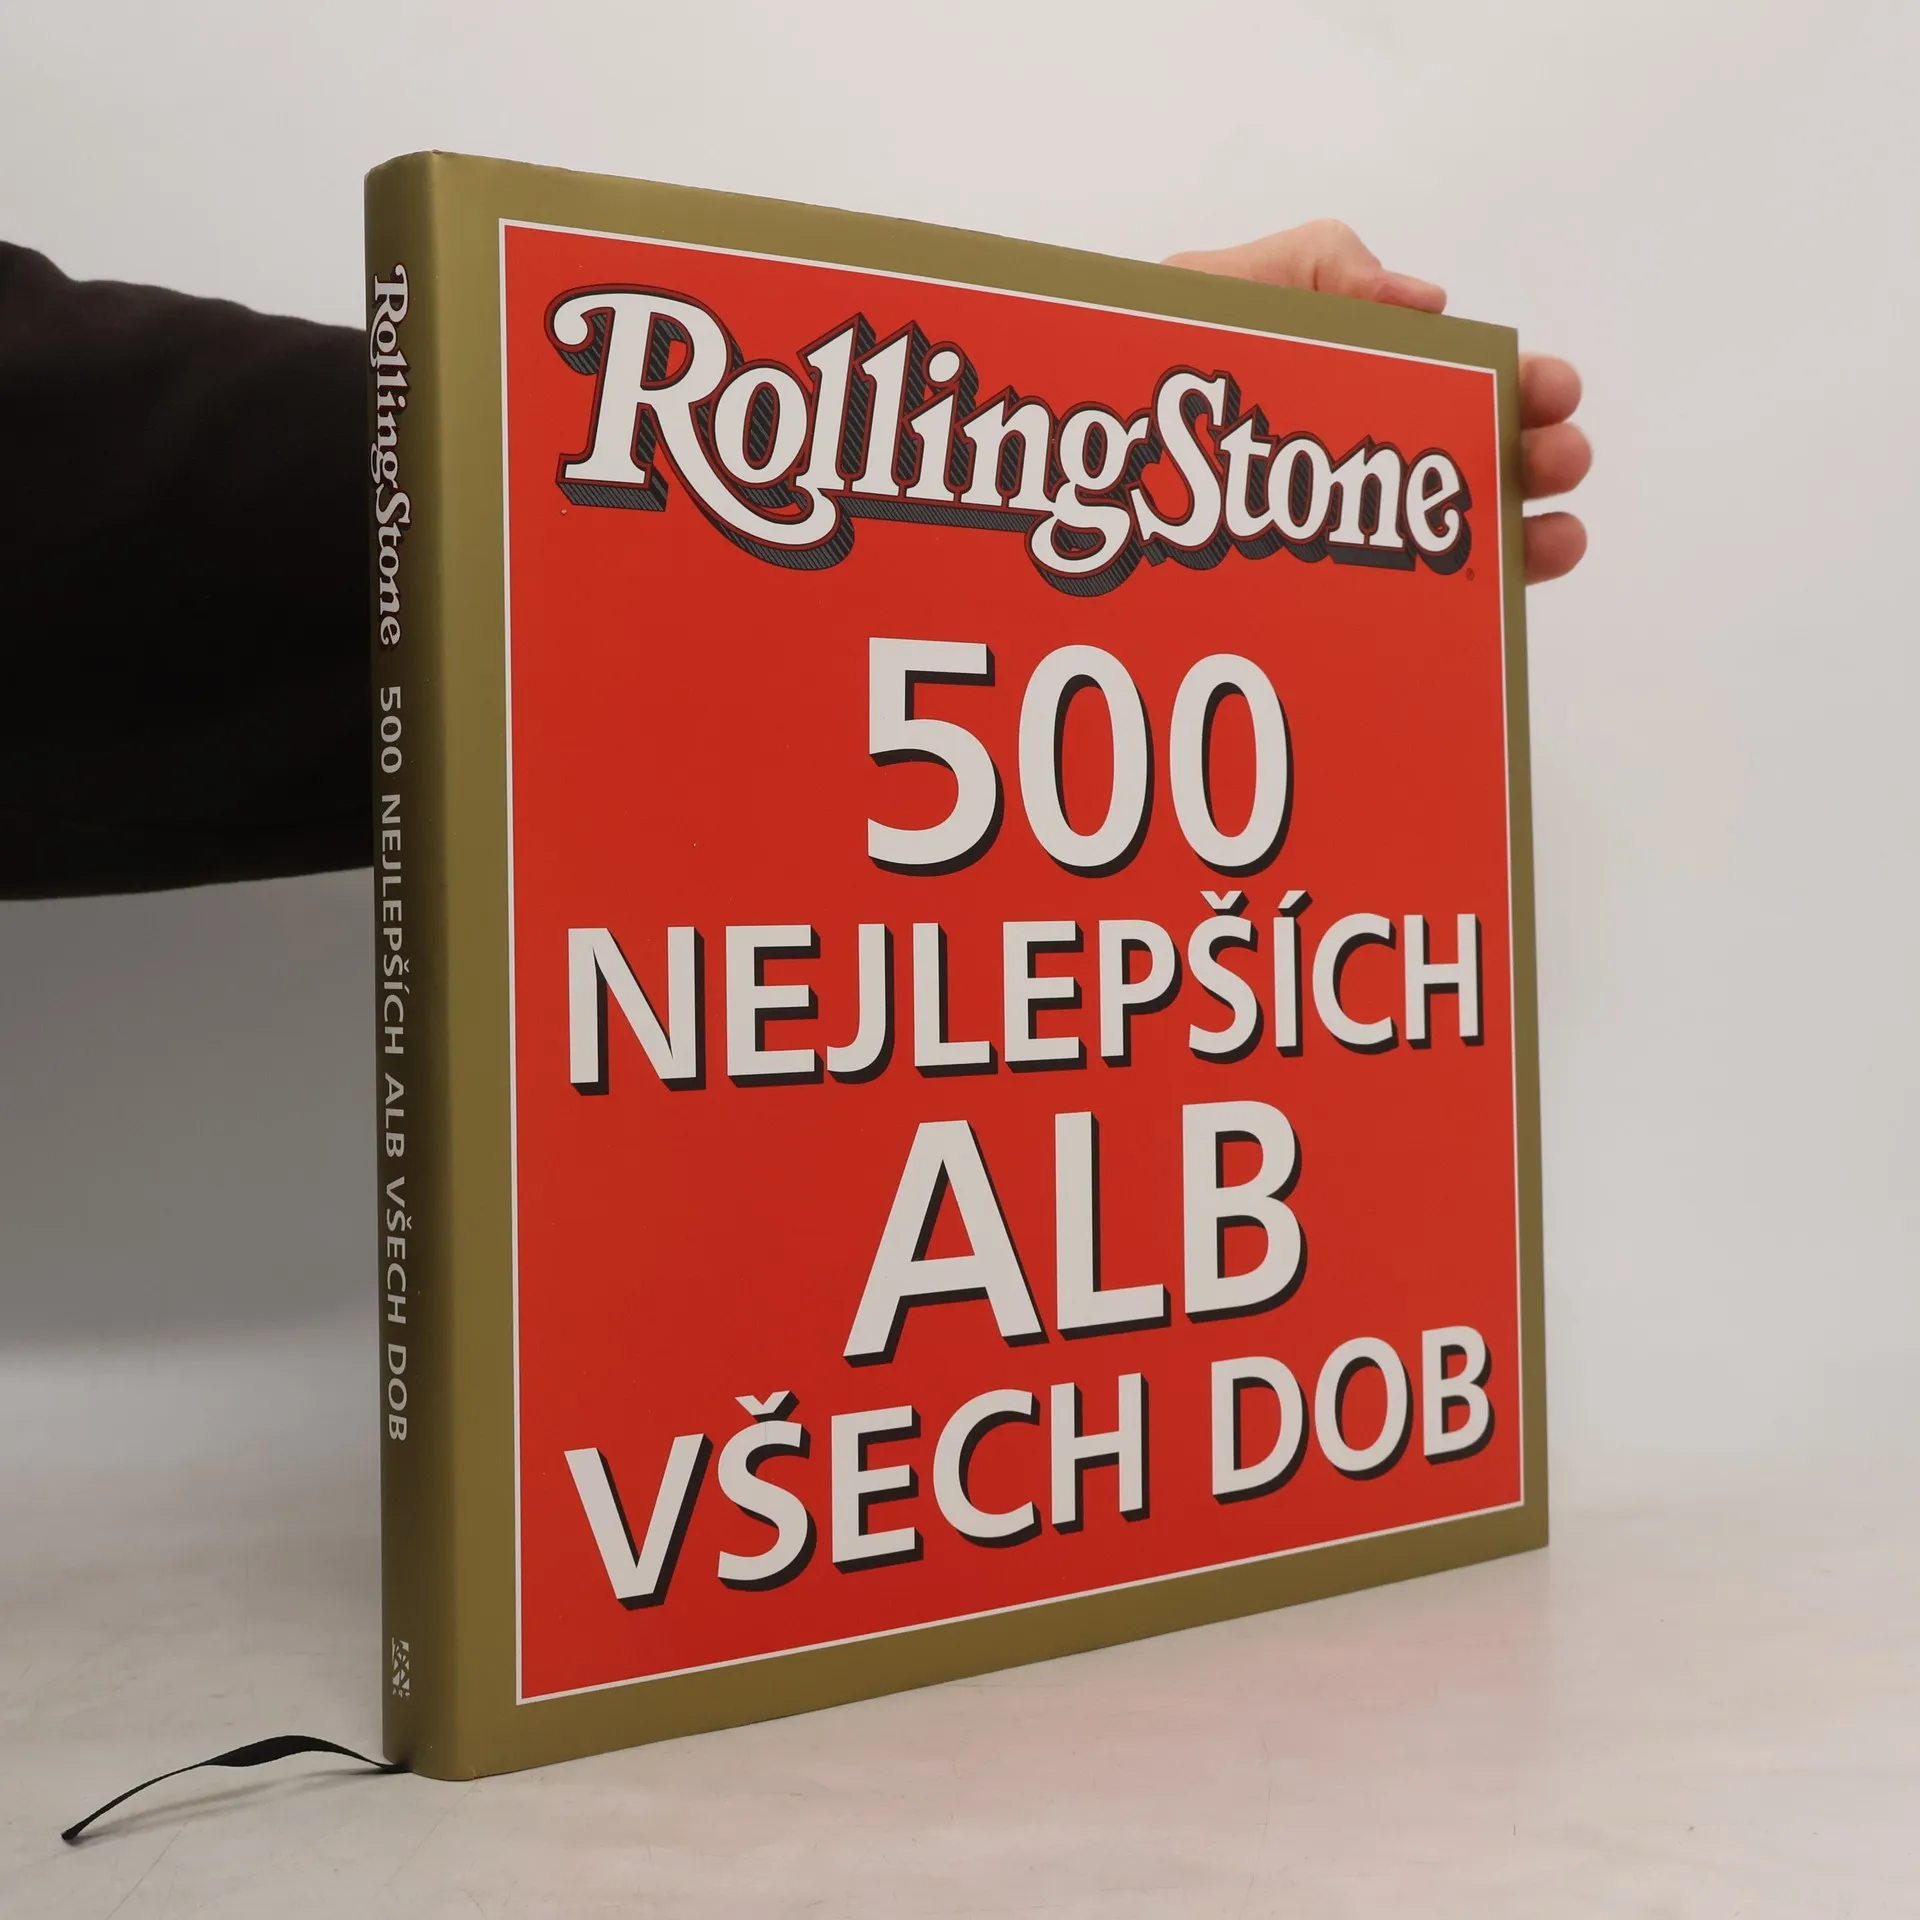 RollingStone 500 NEJLEPŠÍCH ALB VŠECH DOB
RollingStone
500
NEJLEPŠÍCH
ALB
VŠECH DOB